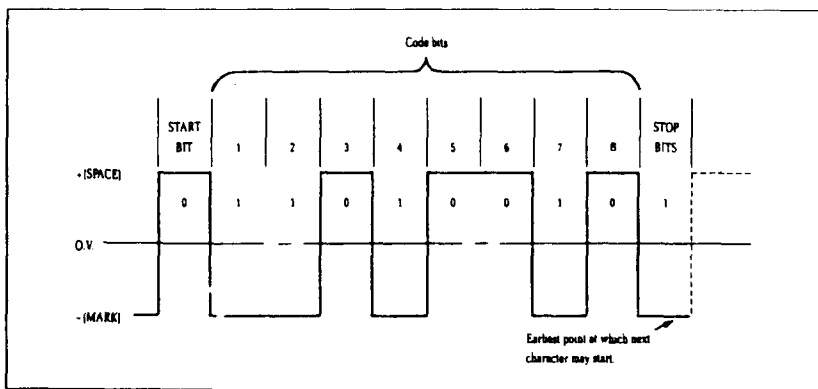 Code bits
START BIT 1 2 3 4 5 6 7 8 STOP BITS
+(SPACE)
0 1 1 0 1 0 0 1 0 1
O.V.
-(MARK)
Earliest point at which next
character may start.